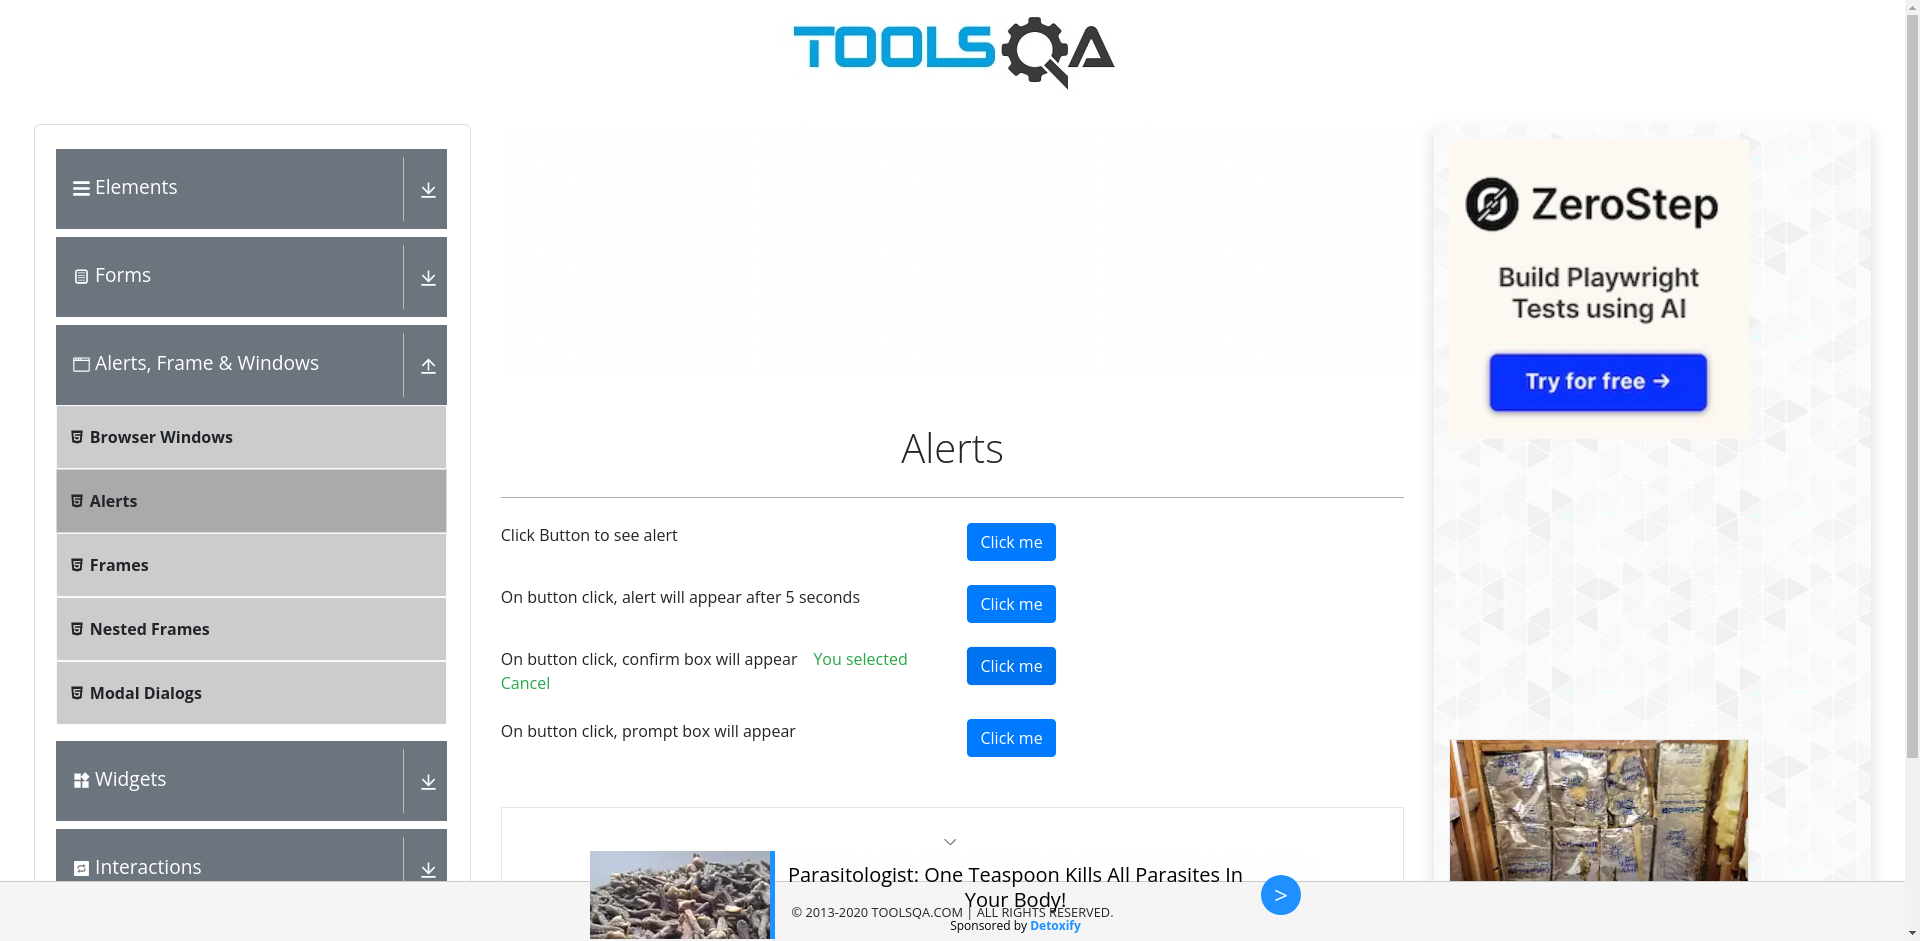 TOOLSQA
Elements
Forms
Alerts, Frame & Windows
Browser Windows
Alerts
Frames
Nested Frames
Modal Dialogs
Widgets
Interactions
Alerts
Click Button to see alert
Click me
On button click, alert will appear after 5 seconds
Click me
On button click, confirm box will appear You selected
Cancel
Click me
On button click, prompt box will appear
Click me
ZeroStep
Build Playwright
Tests using AI
Try for free →
Parasitologist: One Teaspoon Kills All Parasites In
Your Body!
>
© 2013-2020 TOOLSQA.COM | ALL RIGHTS RESERVED.
Sponsored by Detoxify